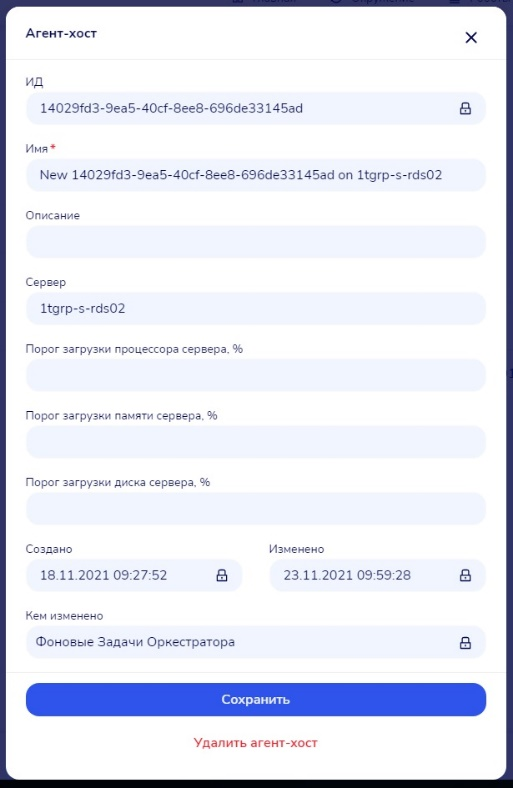 Агент-хост
ИД
14029fd3-9ea5-40cf-8ee8-696de33145ad
Имя *
New 14029fd3-9ea5-40cf-8ee8-696de33145ad on 1tgrp-s-rds02
Описание
Сервер
1tgrp-s-rds02
Порог загрузки процессора сервера, %
Порог загрузки памяти сервера, %
Порог загрузки диска сервера, %
Создано Изменено
18.11.2021 09:27:52 23.11.2021 09:59:28
Кем изменено
Фоновые Задачи Оркестратора
Сохранить
Удалить агент-хост